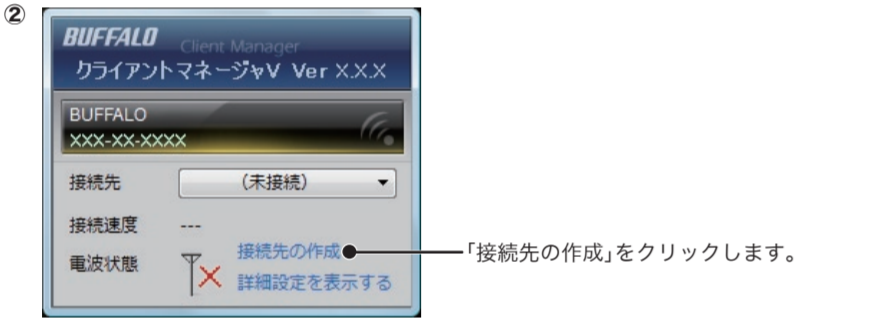 ②
BUFFALO Client Manager
クライアントマネージャV Ver X.X.X
BUFFALO
XXX-XX-XXXX
接続先 (未接続)
接続速度 ---
電波状態
接続先の作成
「接続先の作成」をクリックします。
詳細設定を表示する